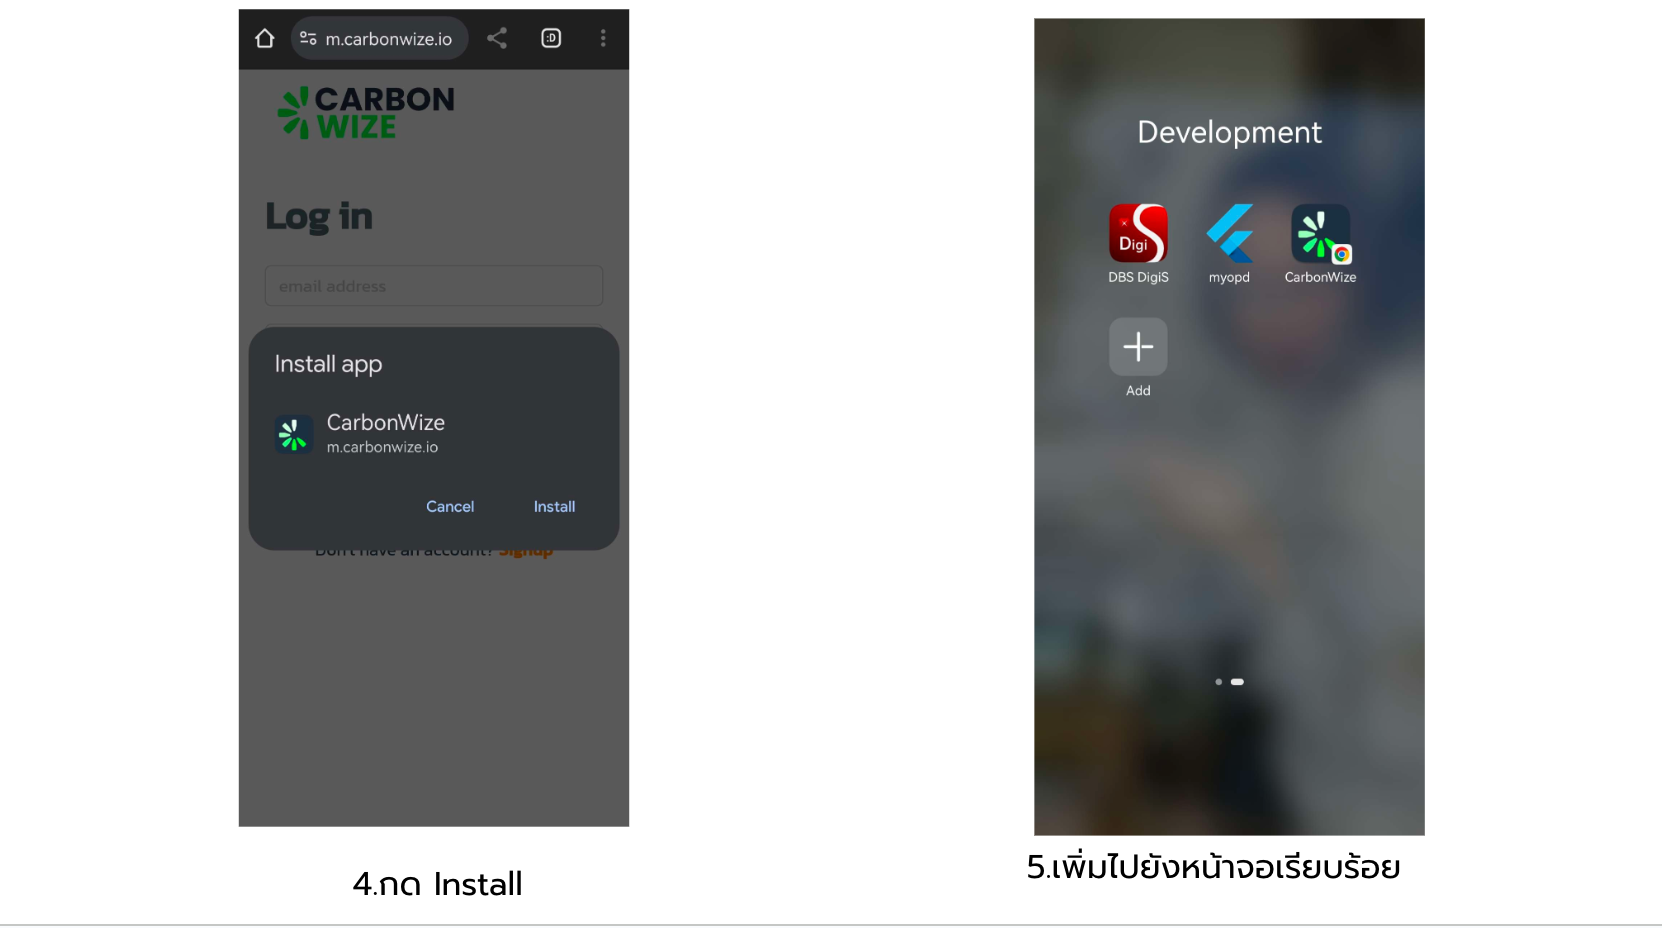 m.carbonwize.io
:D
CARBON
WIZE
Log in
email address
Install app
CarbonWize
m.carbonwize.io
Cancel
Install
Don't have an account? Signup
4.กด Install
Development
Digi
DBS DigiS
myopd
CarbonWize
Add
5.เพิ่มไปยังหน้าจอเรียบร้อย